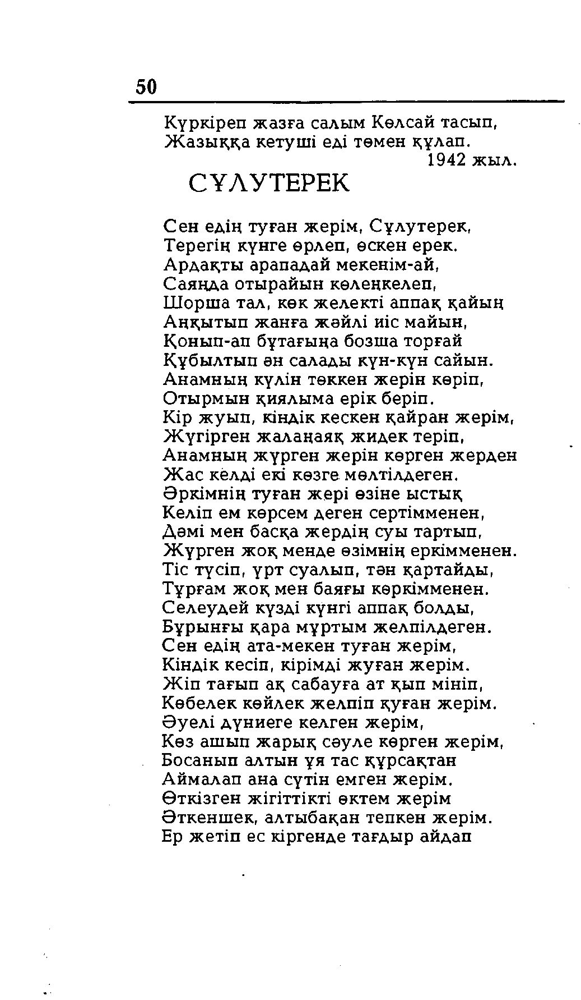 50
Күркіреп жазға салым Көлсай тасып,
Жазыққа кетуші еді төмен құлап.
1942 жыл.
СҰЛУТЕРЕК
Сен едің туған жерім, Сұлутерек,
Терегің күнге өрлеп, өскен ерек.
Ардақты арападай мекенім-ай,
Саяңда отырайын көлеңкелеп,
Шорша тал, көк желекті аппақ қайың
Аңқытып жанға жәйлі иіс майын,
Қонып-ап бұтағыңа бозша торғай
Құбылтып ән салады күн-күн сайын.
Анамның күлін төккен жерін көріп,
Отырмын қиялыма ерік беріп.
Кір жуып, кіндік кескен қайран жерім,
Жүгірген жалаңаяқ жидек теріп,
Анамның жүрген жерін көрген жерден
Жас келді екі көзге мөлтілдеген.
Әркімнің туған жері өзіне ыстық
Келіп ем көрсем деген сертімменен,
Дәмі мен басқа жердің суы тартып,
Жүрген жоқ менде өзімнің еркімменен.
Тіс түсіп, үрт суалып, тән қартайды,
Тұрғам жоқ мен баяғы көркімменен.
Селеудей күзді күнгі аппақ болды,
Бұрынғы қара мұртым желпілдеген.
Сен едің ата-мекен туған жерім,
Кіндік кесіп, кірімді жуған жерім.
Жіп тағып ақ сабауға ат қып мініп,
Көбелек көйлек желпіп қуған жерім.
Әуелі дүниеге келген жерім,
Көз ашып жарық сәуле көрген жерім,
Босанып алтын ұя тас құрсақтан
Аймалап ана сүтін емген жерім.
Өткізген жігіттікті өктем жерім
Әткеншек, алтыбақан тепкен жерім.
Ер жетіп ес кіргенде тағдыр айдап